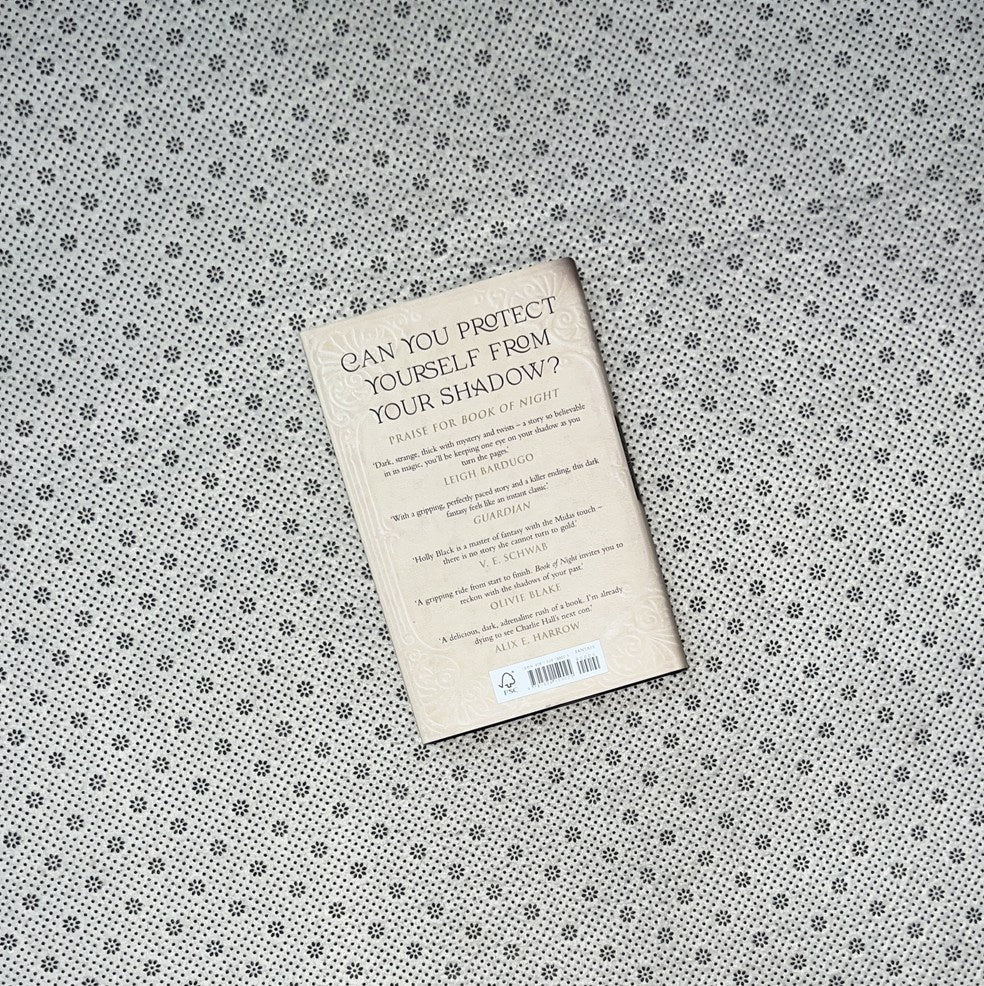 CAN YOU PROTECT
YOURSELF FROM
YOUR SHADOW?
PRAISE FOR BOOK OF NIGHT
'Dark, strange, thick with mystery and twists – a story so believable
in its magic, you'll be keeping one eye on your shadow as you
turn the pages.'
LEIGH BARDUGO
'With a gripping, perfectly paced story and a killer ending, this dark
fantasy feels like an instant classic'
GUARDIAN
'Holly Black is a master of fantasy with the Midas touch –
there is no story she cannot turn to gold.'
V. E. SCHWAB
'A gripping ride from start to finish. Book of Night invites you to
reckon with the shadows of your past.'
OLIVIE BLAKE
'A delicious, dark, adrenaline rush of a book. I'm already
dying to see Charlie Hall's next con.'
ALIX E. HARROW
FANTASY
FSC